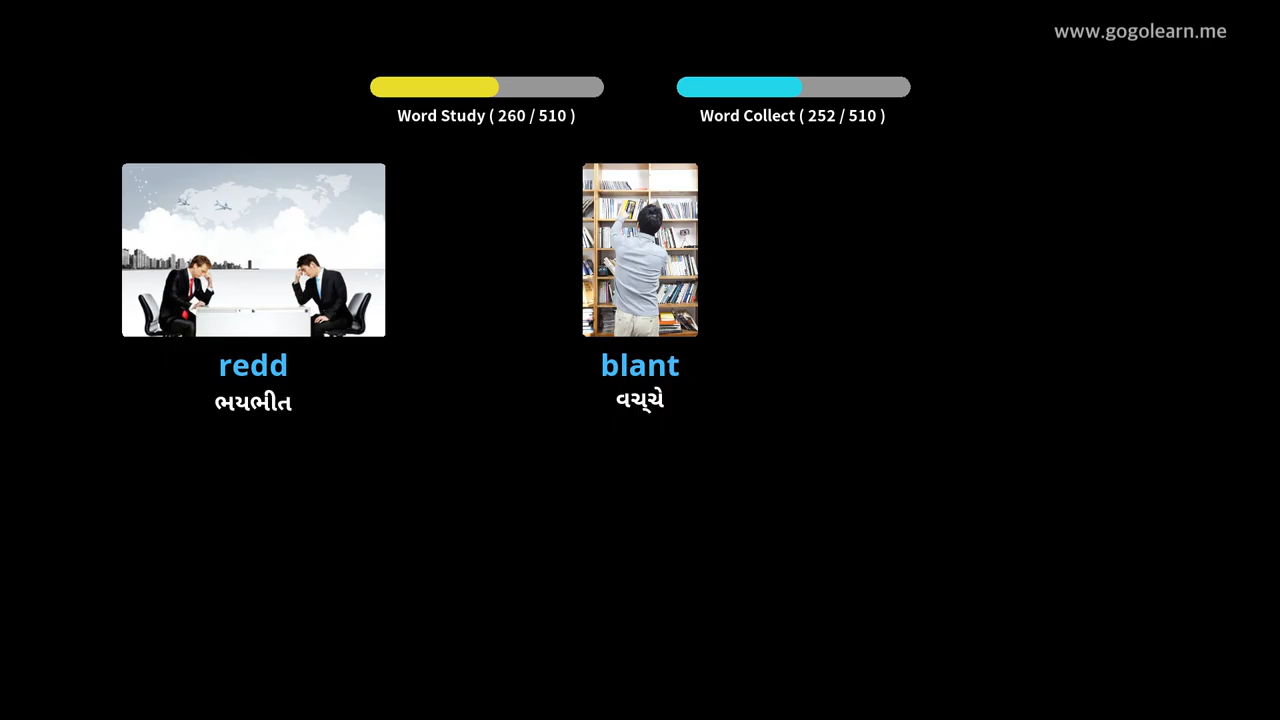 www.gogolearn.me
Word Study ( 260 / 510 )
Word Collect ( 252 / 510 )
redd
ભયભીત
blant
વચ્ચે